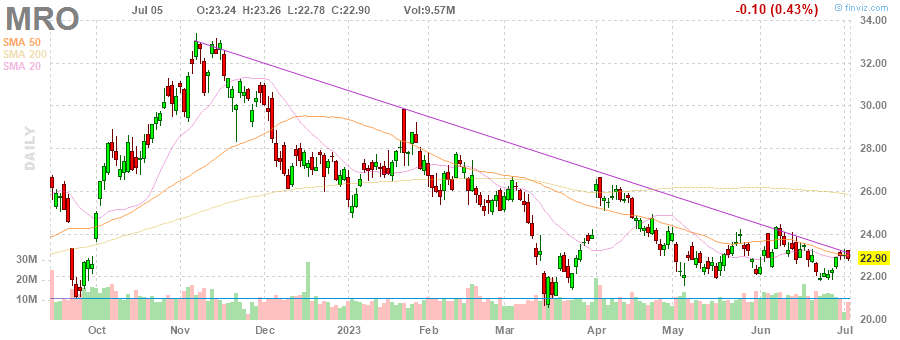 MRO Jul 05 O:23.24 H:23.26 L:22.78 C:22.90 Vol:9.57M -0.10 (0.43%) © finviz.com
SMA 50
SMA 200
SMA 20
DAILY
34.00
32.00
30.00
28.00
26.00
24.00
22.90
22.00
20.00
30M
20M
10M
Oct Nov Dec 2023 Feb Mar Apr May Jun Jul